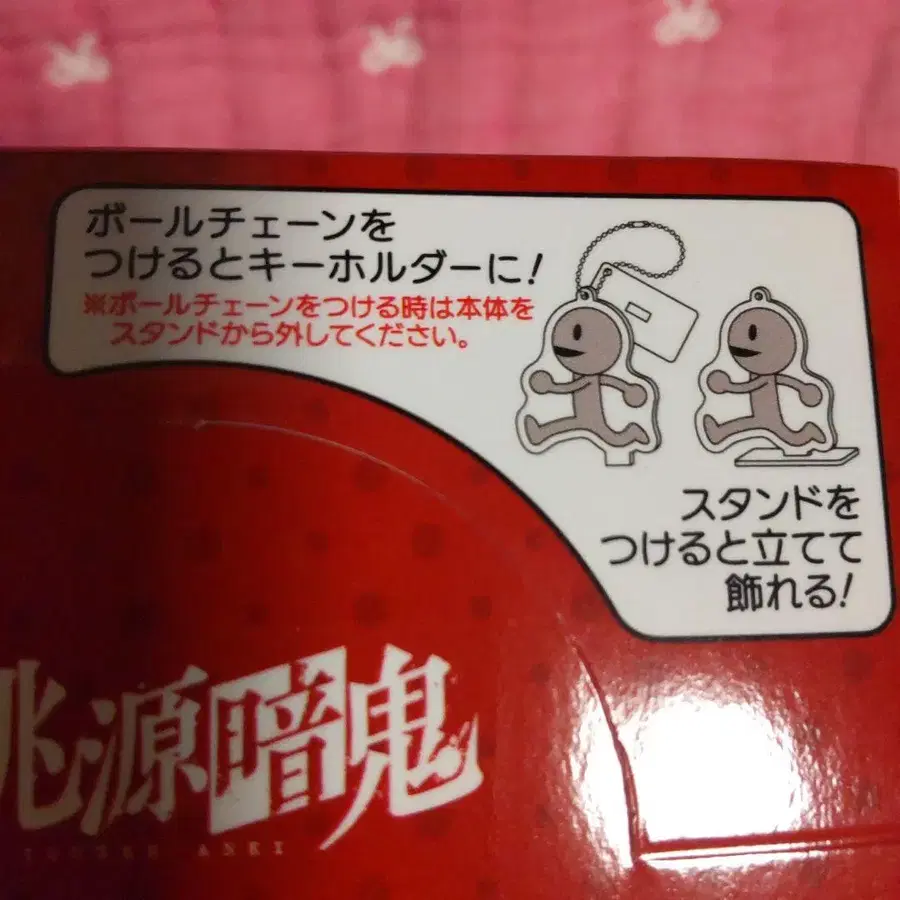 ボールチェーンを
つけるとキーホルダーに!
※ボールチェーンをつける時は本体を
スタンドから外してください。
スタンドを
つけると立てて
飾れる!
桃源暗鬼
TOUGEN ANKI